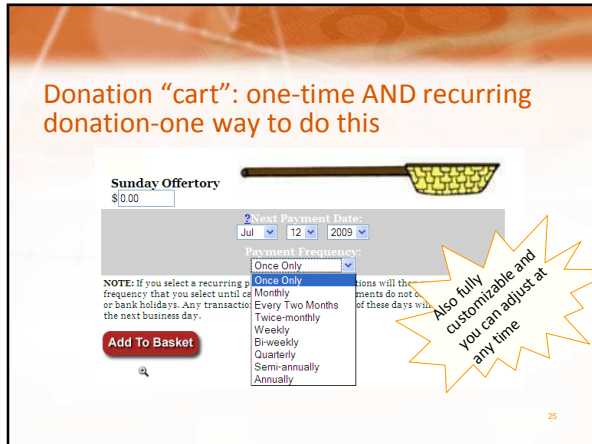 Donation “cart”: one-time AND recurring
donation-one way to do this
Sunday Offertory
$0.00
?Next Payment Date:
Jul 12 2009
Payment Frequency:
Once Only
Once Only
Monthly
Every Two Months
Twice-monthly
Weekly
Bi-weekly
Quarterly
Semi-annually
Annually
NOTE: If you select a recurring p tions will the
frequency that you select until ca ments do not o
or bank holidays. Any transactio of these days wil
the next business day.
Add To Basket
Also fully
customizable and
you can adjust at
any time
25